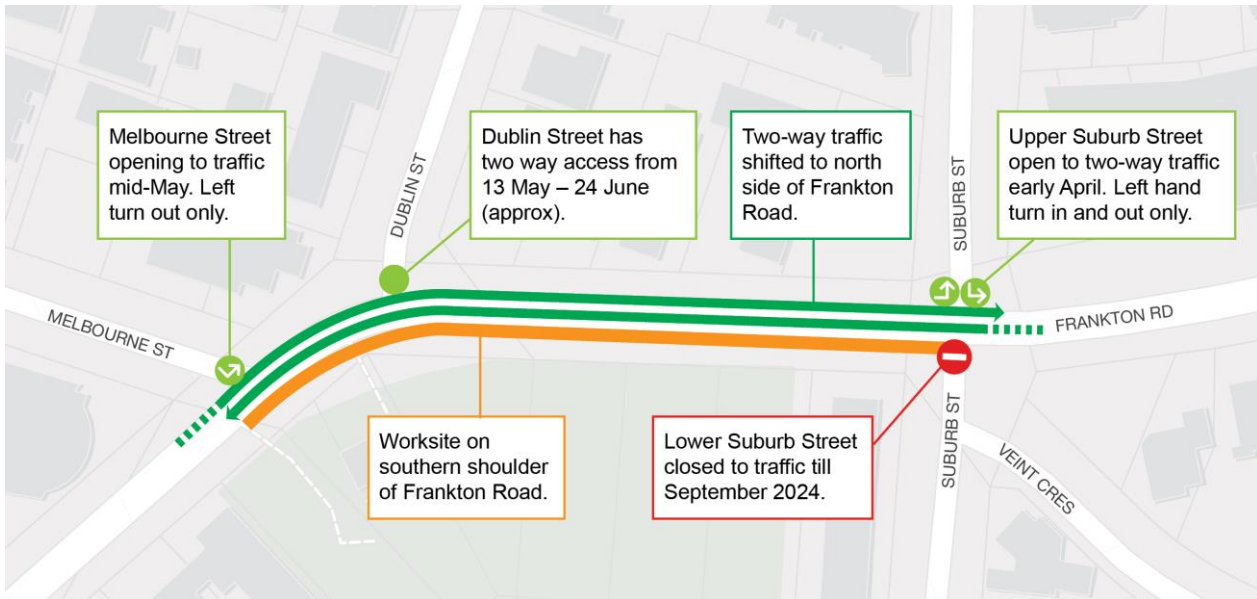 Melbourne Street
opening to traffic
mid-May. Left
turn out only.
Dublin Street has
two way access from
13 May – 24 June
(approx).
Two-way traffic
shifted to north
side of Frankton
Road.
Upper Suburb Street
open to two-way traffic
early April. Left hand
turn in and out only.
DUBLIN ST
SUBURB ST
MELBOURNE ST
FRANKTON RD
Worksite on
southern shoulder
of Frankton Road.
Lower Suburb Street
closed to traffic till
September 2024.
SUBURB ST
VEINT CRES